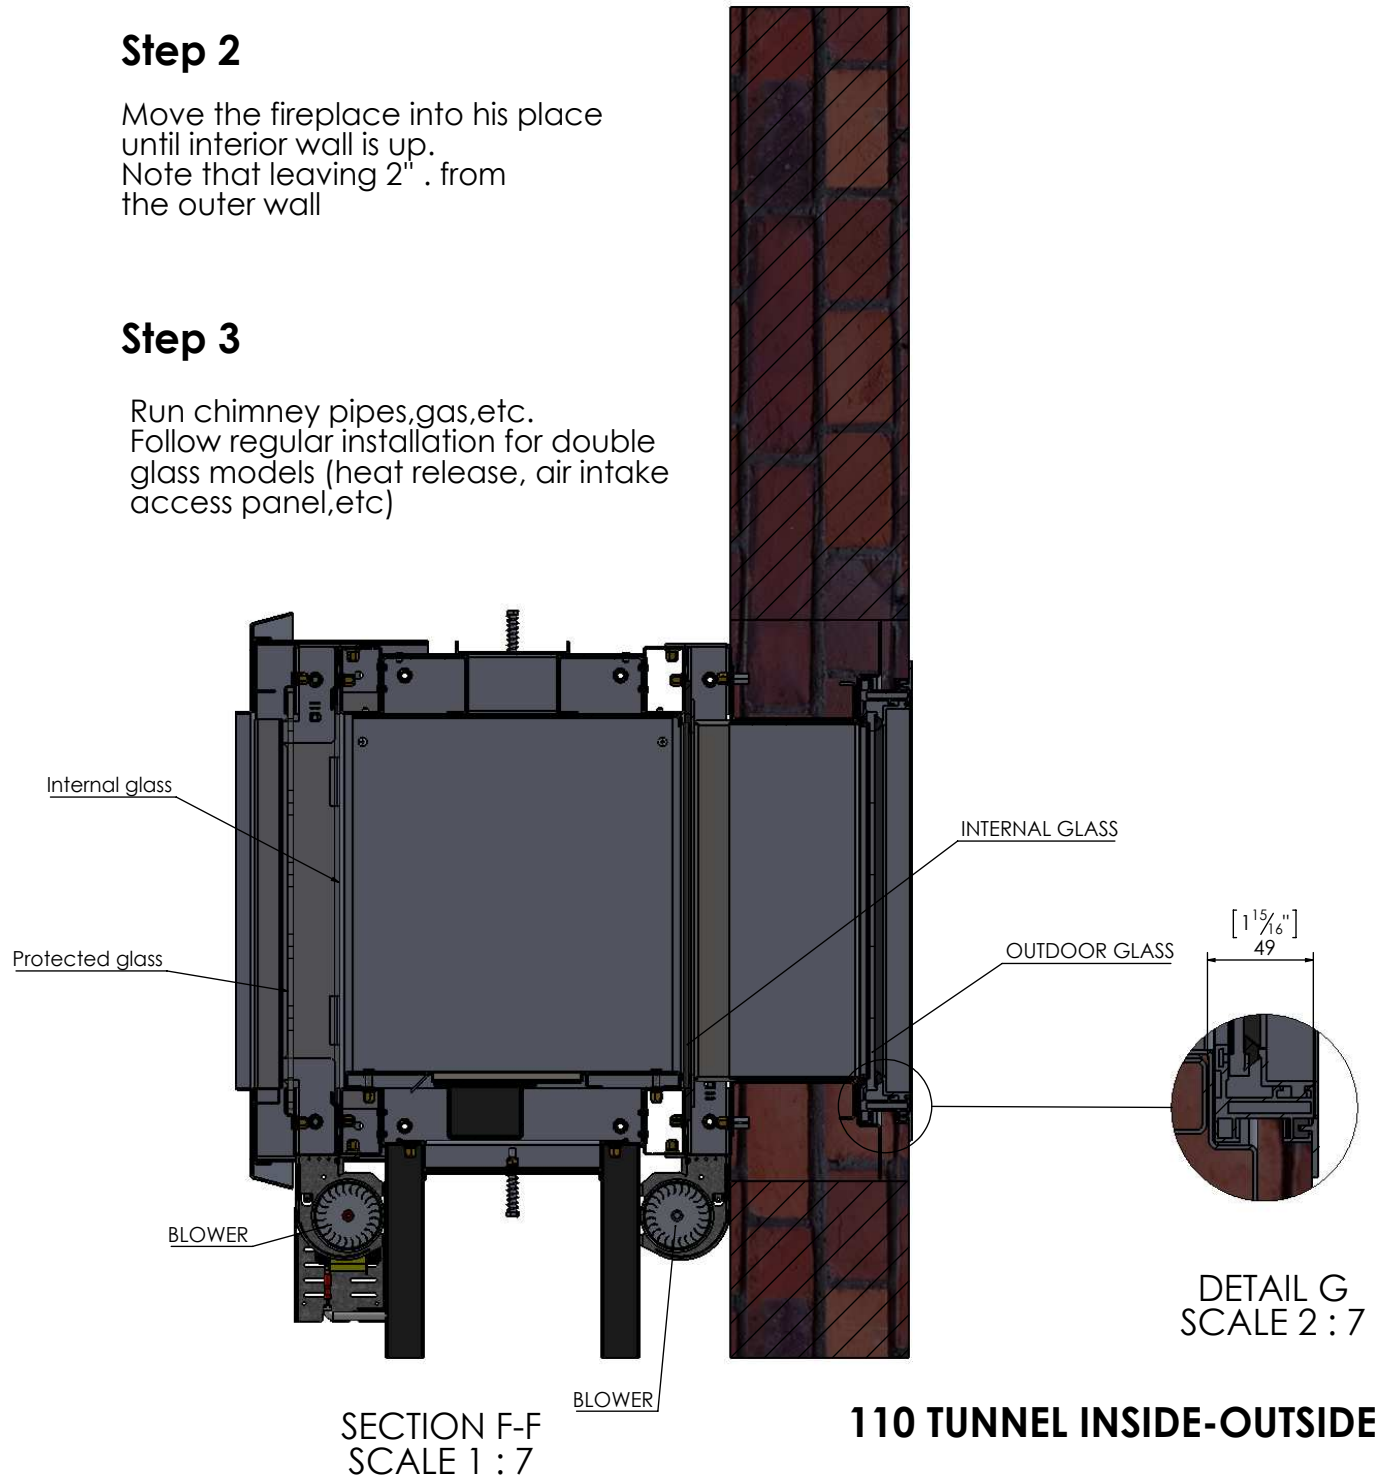 Step 2
Move the fireplace into his place
until interior wall is up.
Note that leaving 2" . from
the outer wall
Step 3
Run chimney pipes,gas,etc.
Follow regular installation for double
glass models (heat release, air intake
access panel,etc)
Internal glass
INTERNAL GLASS
Protected glass
OUTDOOR GLASS
[1 15/16"]
49
BLOWER
DETAIL G
SCALE 2 : 7
BLOWER
SECTION F-F
SCALE 1 : 7
110 TUNNEL INSIDE-OUTSIDE